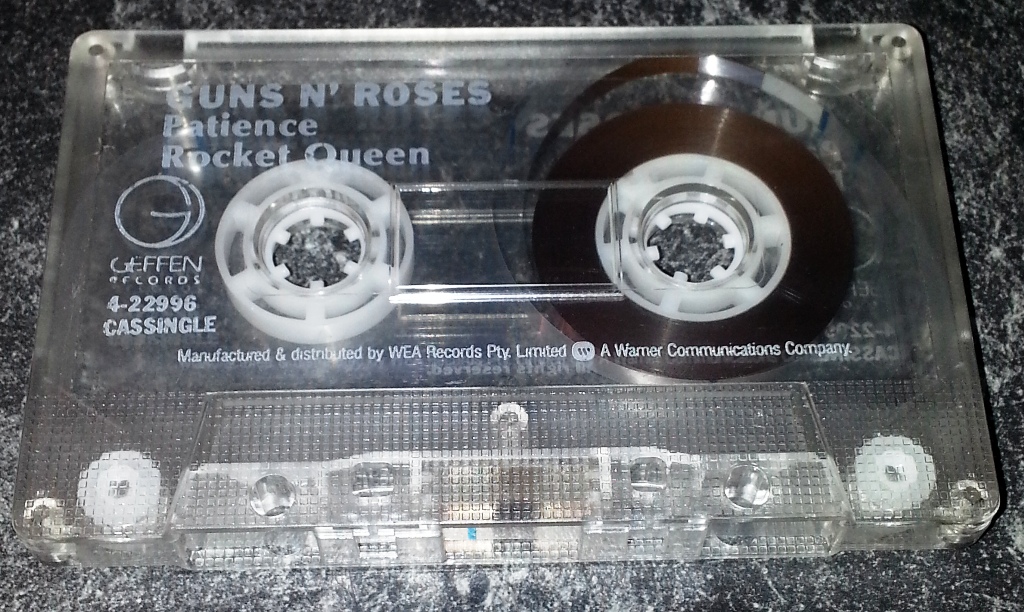 GUNS N' ROSES
Patience
Rocket Queen
GEFFEN
RECORDS
4-22996
CASSINGLE
Manufactured & distributed by WEA Records Pty. Limited A Warner Communications Company.